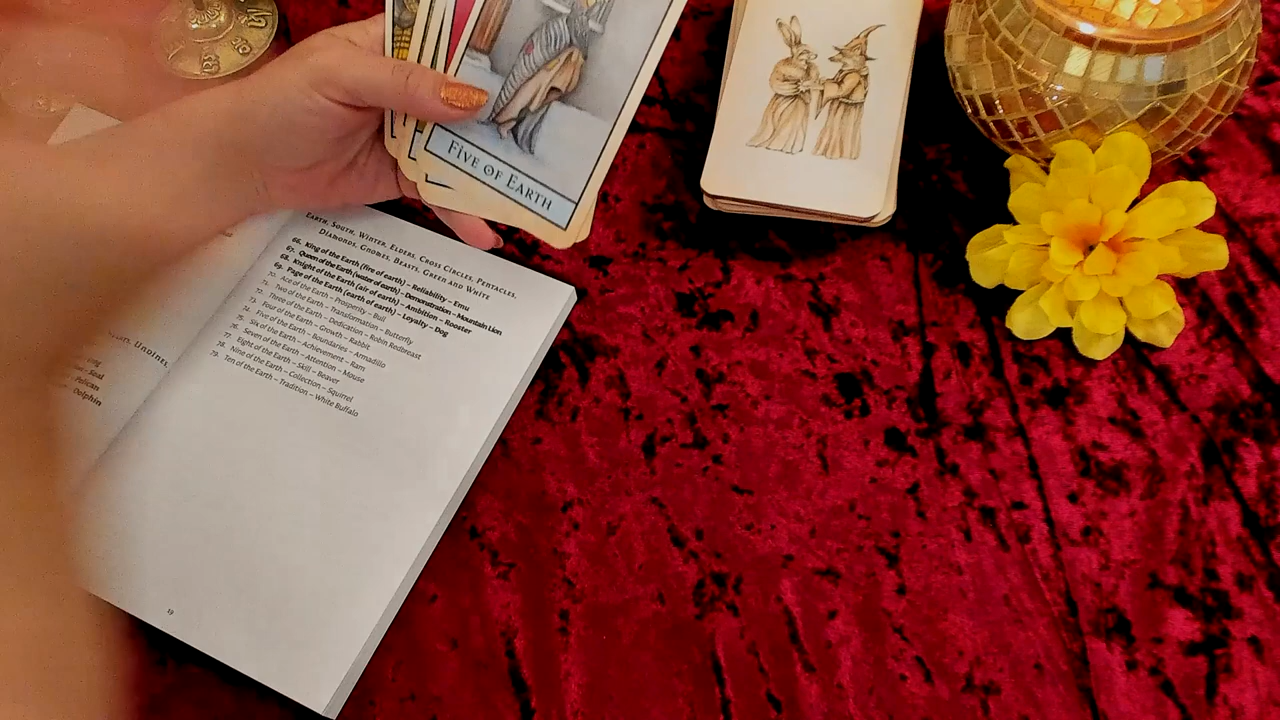 FIVE OF EARTH
EARTH, SOUTH, WINTER, ELDERS, CROSS CIRCLES, PENTACLES,
DIAMONDS, GNOMES, BEASTS, GREEN AND WHITE
66. King of the Earth (fire of earth) – Reliability – Emu
67. Queen of the Earth (water of earth) – Demonstration – Mountain Lion
68. Knight of the Earth (air of earth) – Ambition – Rooster
69. Page of the Earth (earth of earth) – Loyalty – Dog
70. Ace of the Earth – Prosperity – Bull
71. Two of the Earth – Transformation – Butterfly
72. Three of the Earth – Dedication – Robin Redbreast
73. Four of the Earth – Growth – Rabbit
74. Five of the Earth – Boundaries – Armadillo
75. Six of the Earth – Achievement – Ram
76. Seven of the Earth – Attention – Mouse
77. Eight of the Earth – Skill – Beaver
78. Nine of the Earth – Collection – Squirrel
79. Ten of the Earth – Tradition – White Buffalo
19
UNDINES,
Seal
Pelican
Dolphin